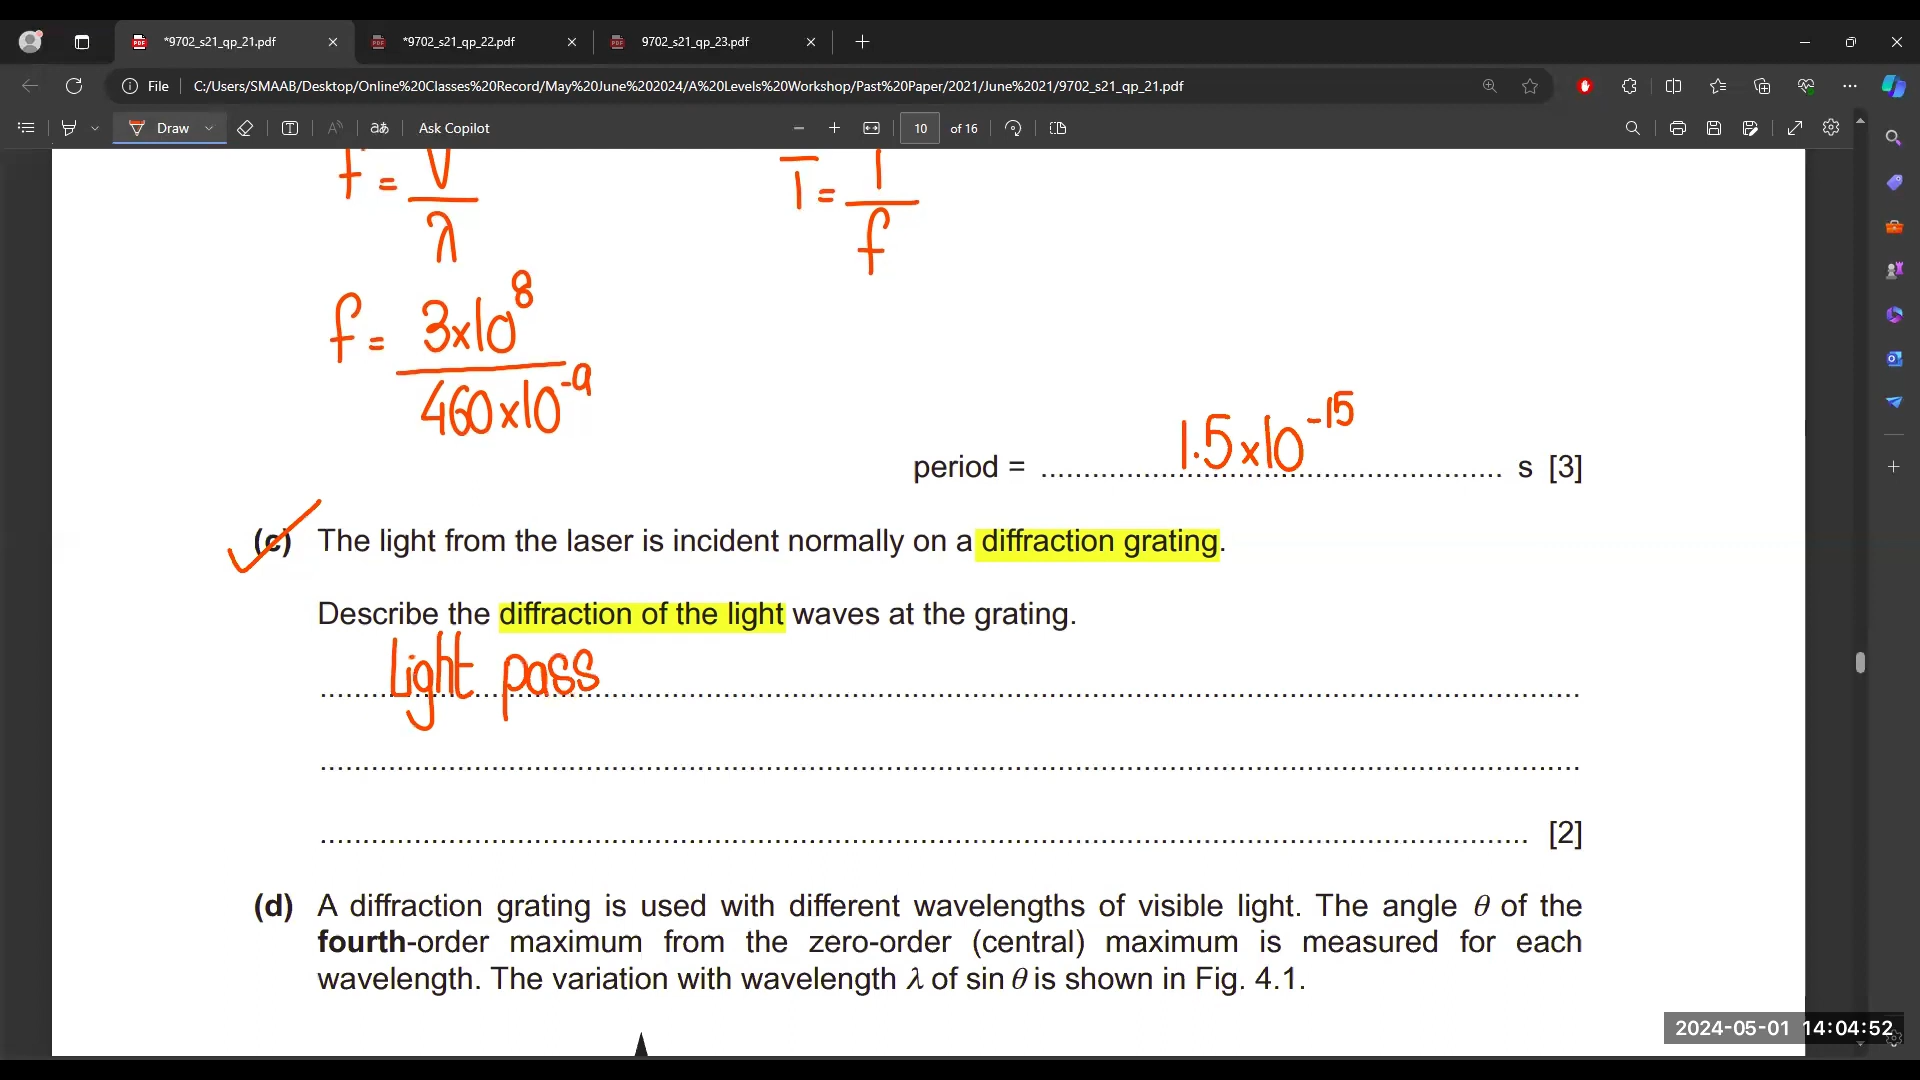 *9702_s21_qp_21.pdf *9702_s21_qp_22.pdf 9702_s21_qp_23.pdf
File C:/Users/SMAAB/Desktop/Online%20Classes%20Record/May%20June%202024/A%20Levels%20Workshop/Past%20Paper/2021/June%2021/9702_s21_qp_21.pdf
Draw Ask Copilot 10 of 16
f = V/λ
T = 1/f
f = 3x10^8 / 460x10^-9
1.5x10^-15
period = .......... s [3]
(c) The light from the laser is incident normally on a diffraction grating.
Describe the diffraction of the light waves at the grating.
Light pass
[2]
(d) A diffraction grating is used with different wavelengths of visible light. The angle θ of the
fourth-order maximum from the zero-order (central) maximum is measured for each
wavelength. The variation with wavelength λ of sin θ is shown in Fig. 4.1.
2024-05-01 14:04:52